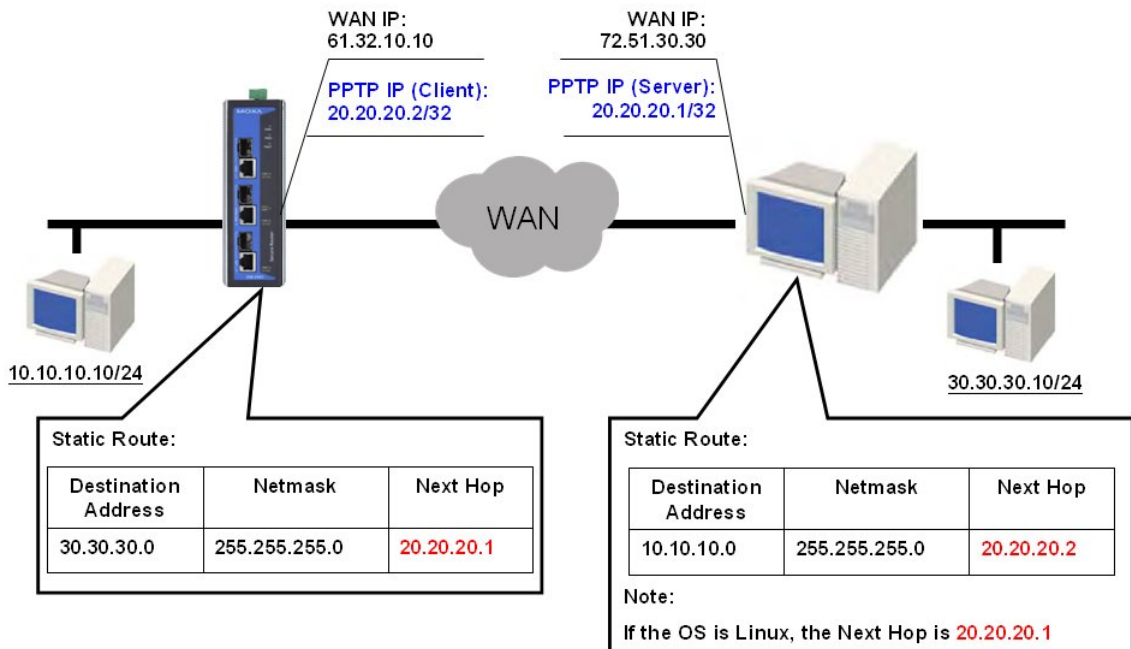 WAN IP:
61.32.10.10
WAN IP:
72.51.30.30
PPTP IP (Client):
20.20.20.2/32
PPTP IP (Server):
20.20.20.1/32
MOXA
WAN
10.10.10.10/24
30.30.30.10/24
Static Route:
Destination Address Netmask Next Hop
30.30.30.0 255.255.255.0 20.20.20.1
Static Route:
Destination Address Netmask Next Hop
10.10.10.0 255.255.255.0 20.20.20.2
Note:
If the OS is Linux, the Next Hop is 20.20.20.1